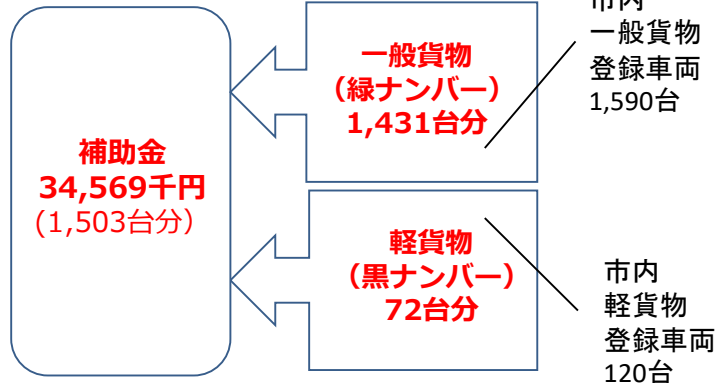 補助金
34,569千円
(1,503台分）
一般貨物
（緑ナンバー）
1,431台分
市内
一般貨物
登録車両
1,590台
軽貨物
（黒ナンバー）
72台分
市内
軽貨物
登録車両
120台